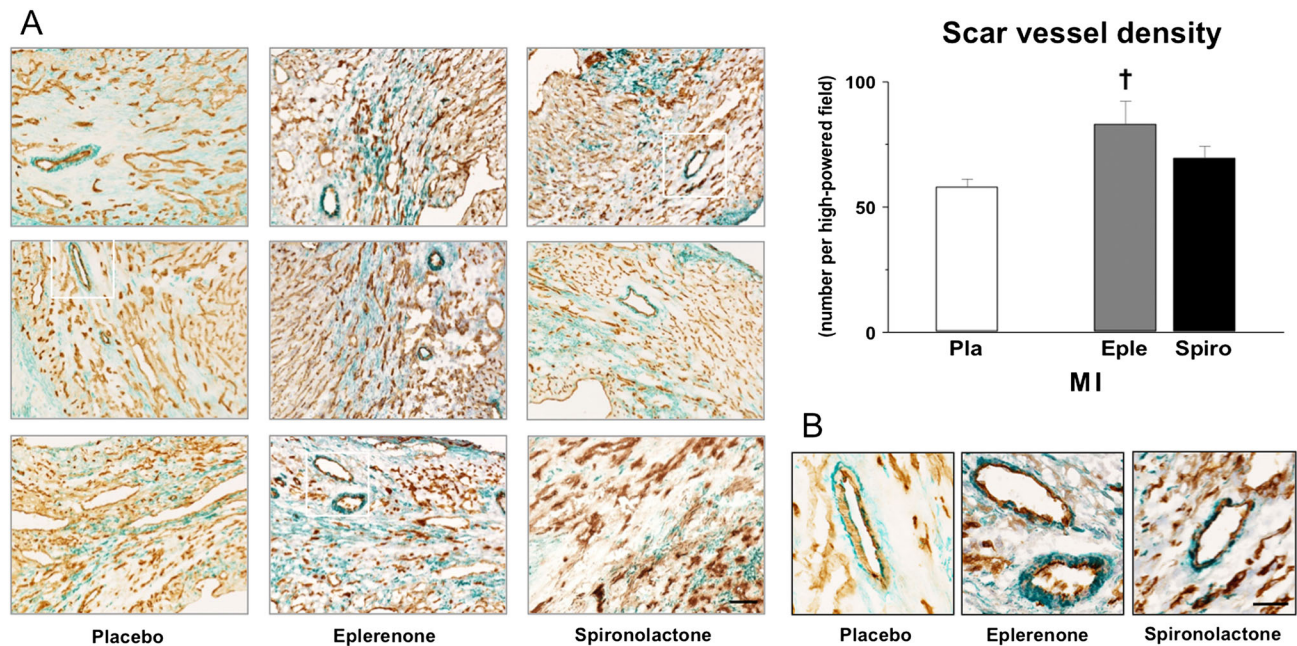 A
Placebo
Eplerenone
Spironolactone
Scar vessel density
(number per high-powered field)
100
50
0
†
Pla
Eple
Spiro
MI
B
Placebo
Eplerenone
Spironolactone